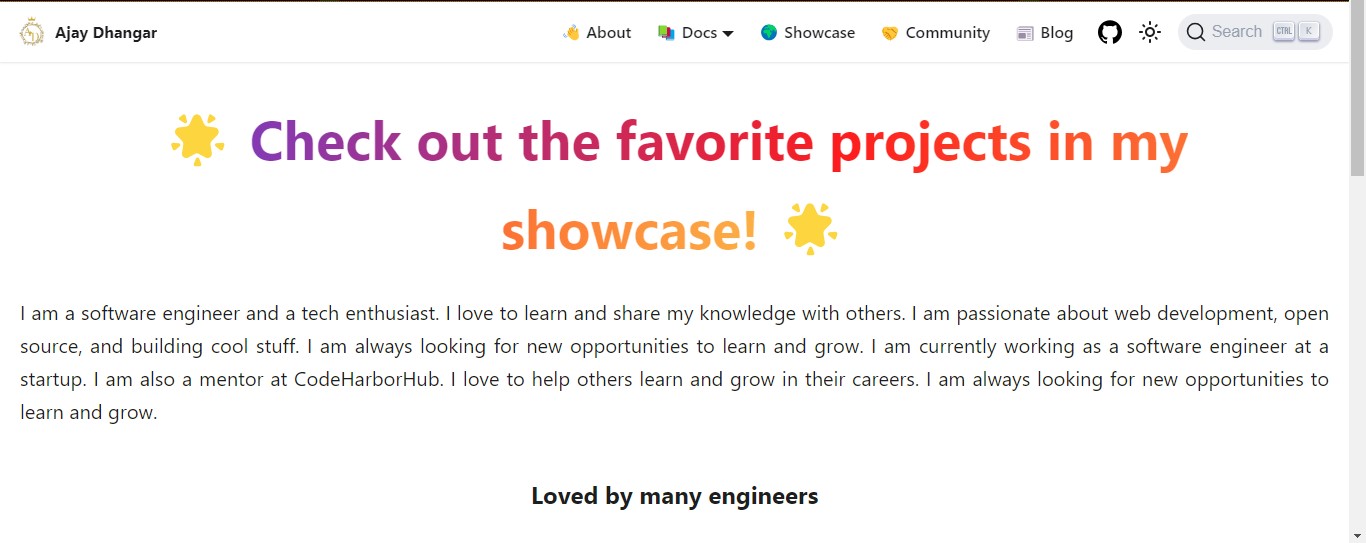 Ajay Dhangar
👋 About
📚 Docs
🌍 Showcase
🤝 Community
📰 Blog
Search CTRL K
🌟 Check out the favorite projects in my
showcase! 🌟
I am a software engineer and a tech enthusiast. I love to learn and share my knowledge with others. I am passionate about web development, open
source, and building cool stuff. I am always looking for new opportunities to learn and grow. I am currently working as a software engineer at a
startup. I am also a mentor at CodeHarborHub. I love to help others learn and grow in their careers. I am always looking for new opportunities to
learn and grow.
Loved by many engineers